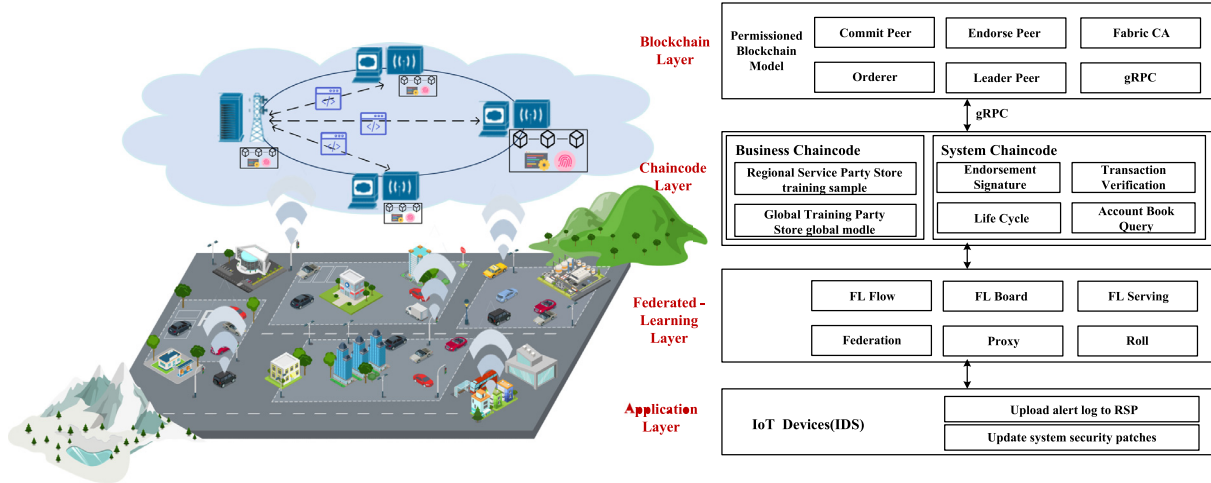 Blockchain
Layer
Permissioned
Blockchain
Model
Commit Peer
Endorse Peer
Fabric CA
Orderer
Leader Peer
gRPC
gRPC
Chaincode
Layer
Business Chaincode
Regional Service Party Store
training sample
Global Training Party
Store global modle
System Chaincode
Endorsement
Signature
Transaction
Verification
Life Cycle
Account Book
Query
Federated -
Learning
Layer
FL Flow
FL Board
FL Serving
Federation
Proxy
Roll
Application
Layer
IoT Devices(IDS)
Upload alert log to RSP
Update system security patches